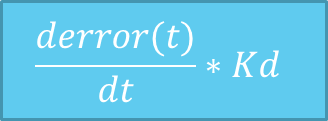 derror(t)
dt
* Kd